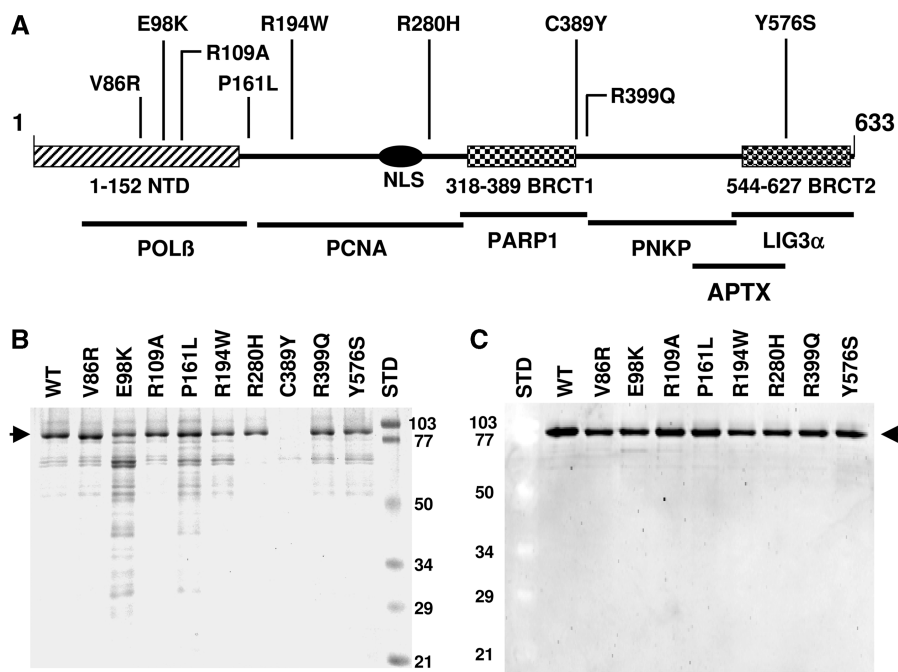 A
E98K
R194W
R280H
C389Y
Y576S
R109A
V86R
P161L
R399Q
1
633
NLS
1-152 NTD
318-389 BRCT1
544-627 BRCT2
POLß
PCNA
PARP1
PNKP
LIG3α
APTX
B
WT
V86R
E98K
R109A
P161L
R194W
R280H
C389Y
R399Q
Y576S
STD
103
77
50
34
29
21
C
STD
WT
V86R
E98K
R109A
P161L
R194W
R280H
R399Q
Y576S
103
77
50
34
29
21